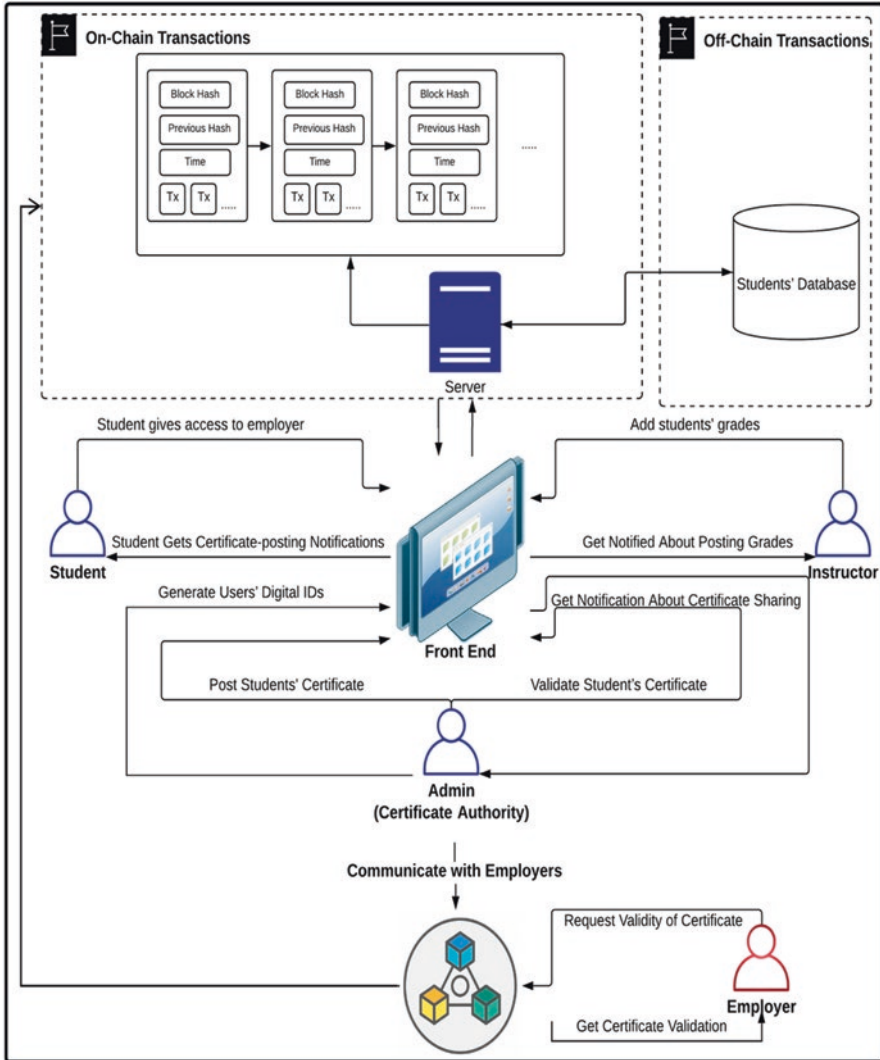 On-Chain Transactions
Off-Chain Transactions
Block Hash
Previous Hash
Time
Tx
Tx
.....
Block Hash
Previous Hash
Time
Tx
Tx
.....
Block Hash
Previous Hash
Time
Tx
Tx
.....
.....
Students' Database
Server
Student gives access to employer
Add students' grades
Student Gets Certificate-posting Notifications
Get Notified About Posting Grades
Student
Instructor
Generate Users' Digital IDs
Get Notification About Certificate Sharing
Front End
Post Students' Certificate
Validate Student's Certificate
Admin
(Certificate Authority)
Communicate with Employers
Request Validity of Certificate
Employer
Get Certificate Validation